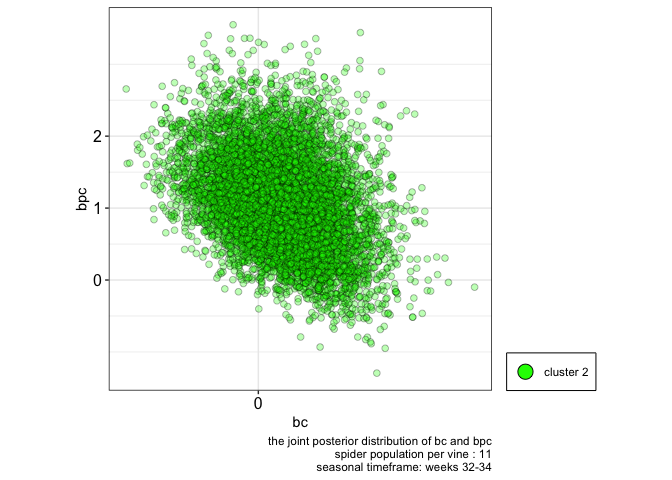 2
1
0
bpc
0
bc
cluster 2
the joint posterior distribution of bc and bpc
spider population per vine : 11
seasonal timeframe: weeks 32-34